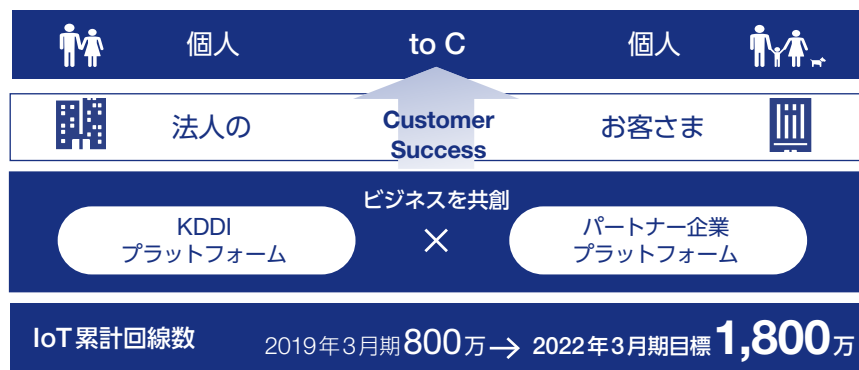 個人 to C 個人
法人の Customer Success お客さま
ビジネスを共創
KDDI
プラットフォーム
×
パートナー企業
プラットフォーム
IoT累計回線数 2019年3月期800万→2022年3月期目標1,800万